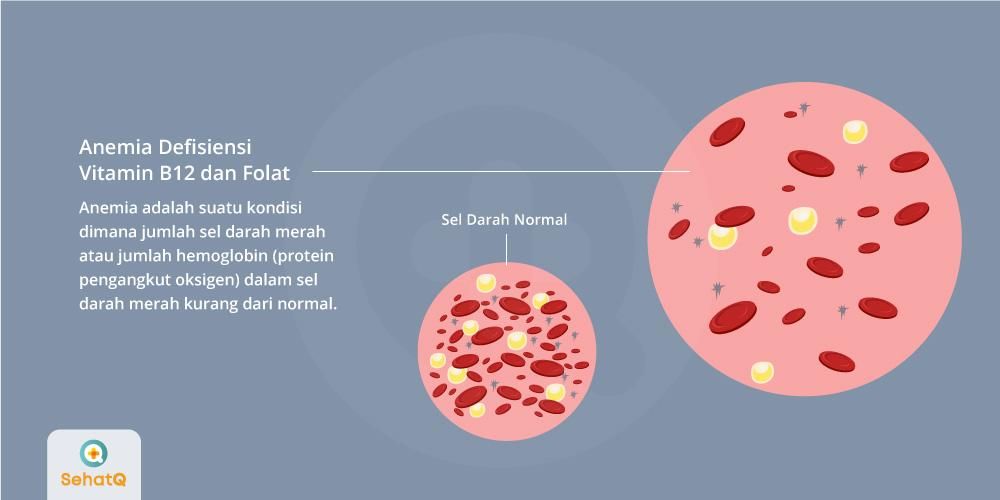 Anemia Defisiensi
Vitamin B12 dan Folat
Anemia adalah suatu kondisi
dimana jumlah sel darah merah
atau jumlah hemoglobin (protein
pengangkut oksigen) dalam sel
darah merah kurang dari normal.
Sel Darah Normal
SehatQ